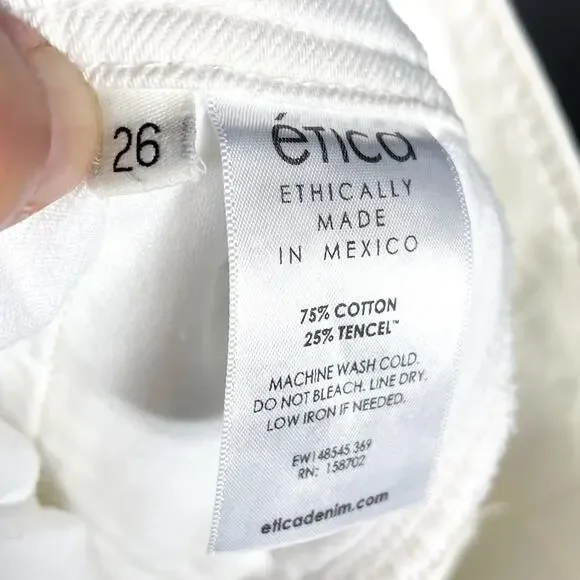 26
ética
ETHICALLY
MADE
IN MEXICO
75% COTTON
25% TENCEL™
MACHINE WASH COLD.
DO NOT BLEACH. LINE DRY.
LOW IRON IF NEEDED.
EW148545 369
RN: 158702
eticadenim.com